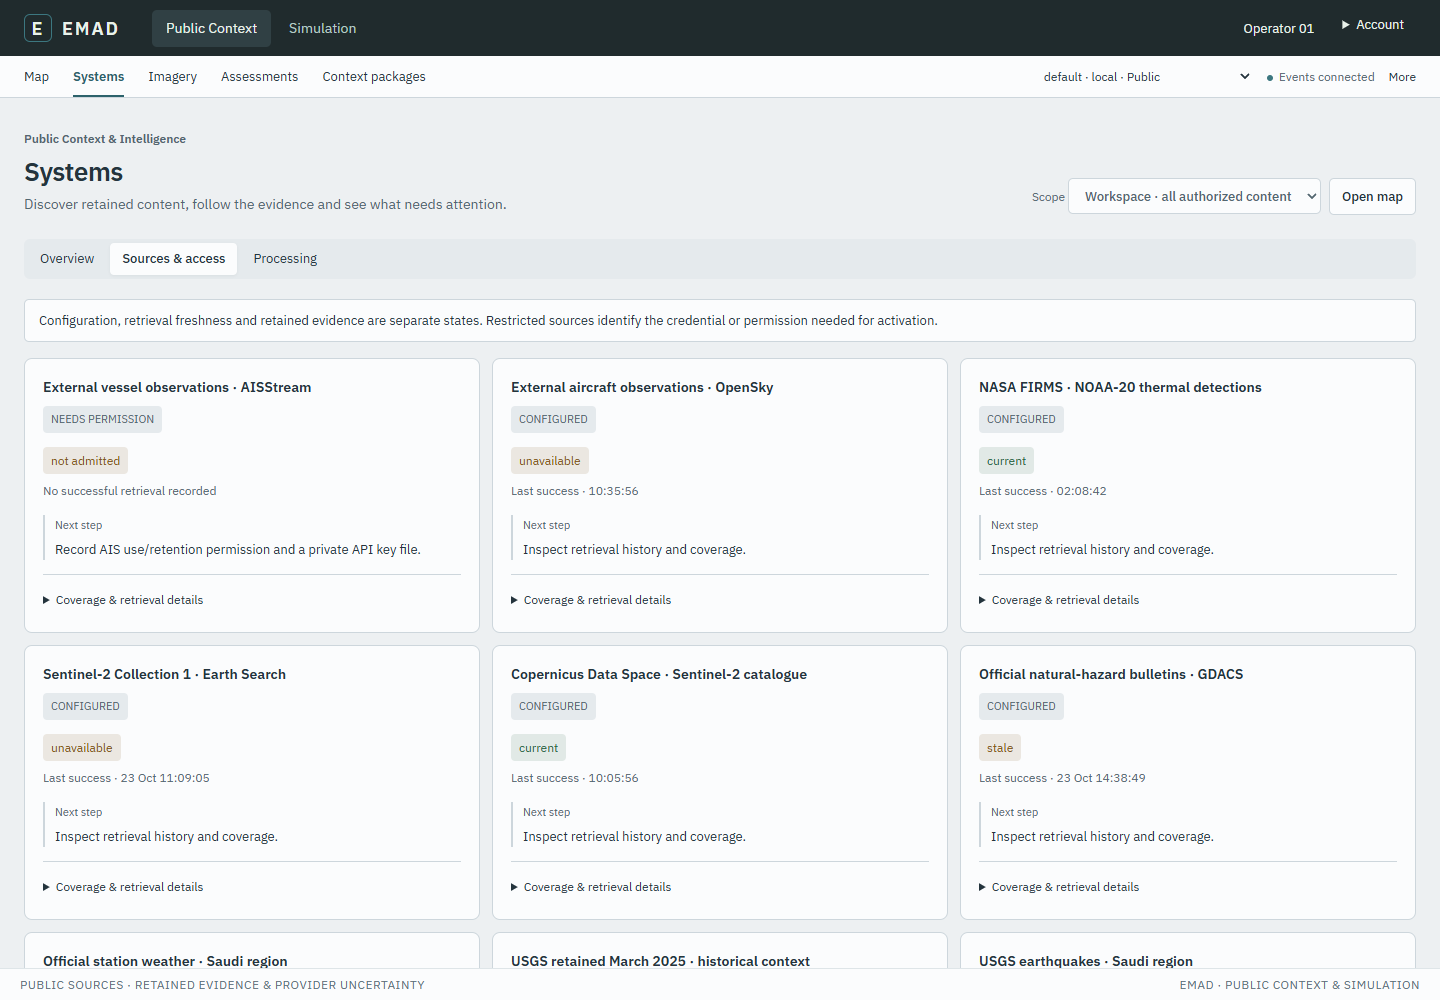 E EMAD Public Context Simulation Operator 01 ▶ Account
Map Systems Imagery Assessments Context packages default · local · Public Events connected More
Public Context & Intelligence
Systems
Discover retained content, follow the evidence and see what needs attention.
Scope Workspace · all authorized content Open map
Overview Sources & access Processing
Configuration, retrieval freshness and retained evidence are separate states. Restricted sources identify the credential or permission needed for activation.
External vessel observations · AISStream
NEEDS PERMISSION
not admitted
No successful retrieval recorded
Next step
Record AIS use/retention permission and a private API key file.
▶ Coverage & retrieval details
External aircraft observations · OpenSky
CONFIGURED
unavailable
Last success · 10:35:56
Next step
Inspect retrieval history and coverage.
▶ Coverage & retrieval details
NASA FIRMS · NOAA-20 thermal detections
CONFIGURED
current
Last success · 02:08:42
Next step
Inspect retrieval history and coverage.
▶ Coverage & retrieval details
Sentinel-2 Collection 1 · Earth Search
CONFIGURED
unavailable
Last success · 23 Oct 11:09:05
Next step
Inspect retrieval history and coverage.
▶ Coverage & retrieval details
Copernicus Data Space · Sentinel-2 catalogue
CONFIGURED
current
Last success · 10:05:56
Next step
Inspect retrieval history and coverage.
▶ Coverage & retrieval details
Official natural-hazard bulletins · GDACS
CONFIGURED
stale
Last success · 23 Oct 14:38:49
Next step
Inspect retrieval history and coverage.
▶ Coverage & retrieval details
Official station weather · Saudi region
USGS retained March 2025 · historical context
USGS earthquakes · Saudi region
PUBLIC SOURCES · RETAINED EVIDENCE & PROVIDER UNCERTAINTY
EMAD · PUBLIC CONTEXT & SIMULATION